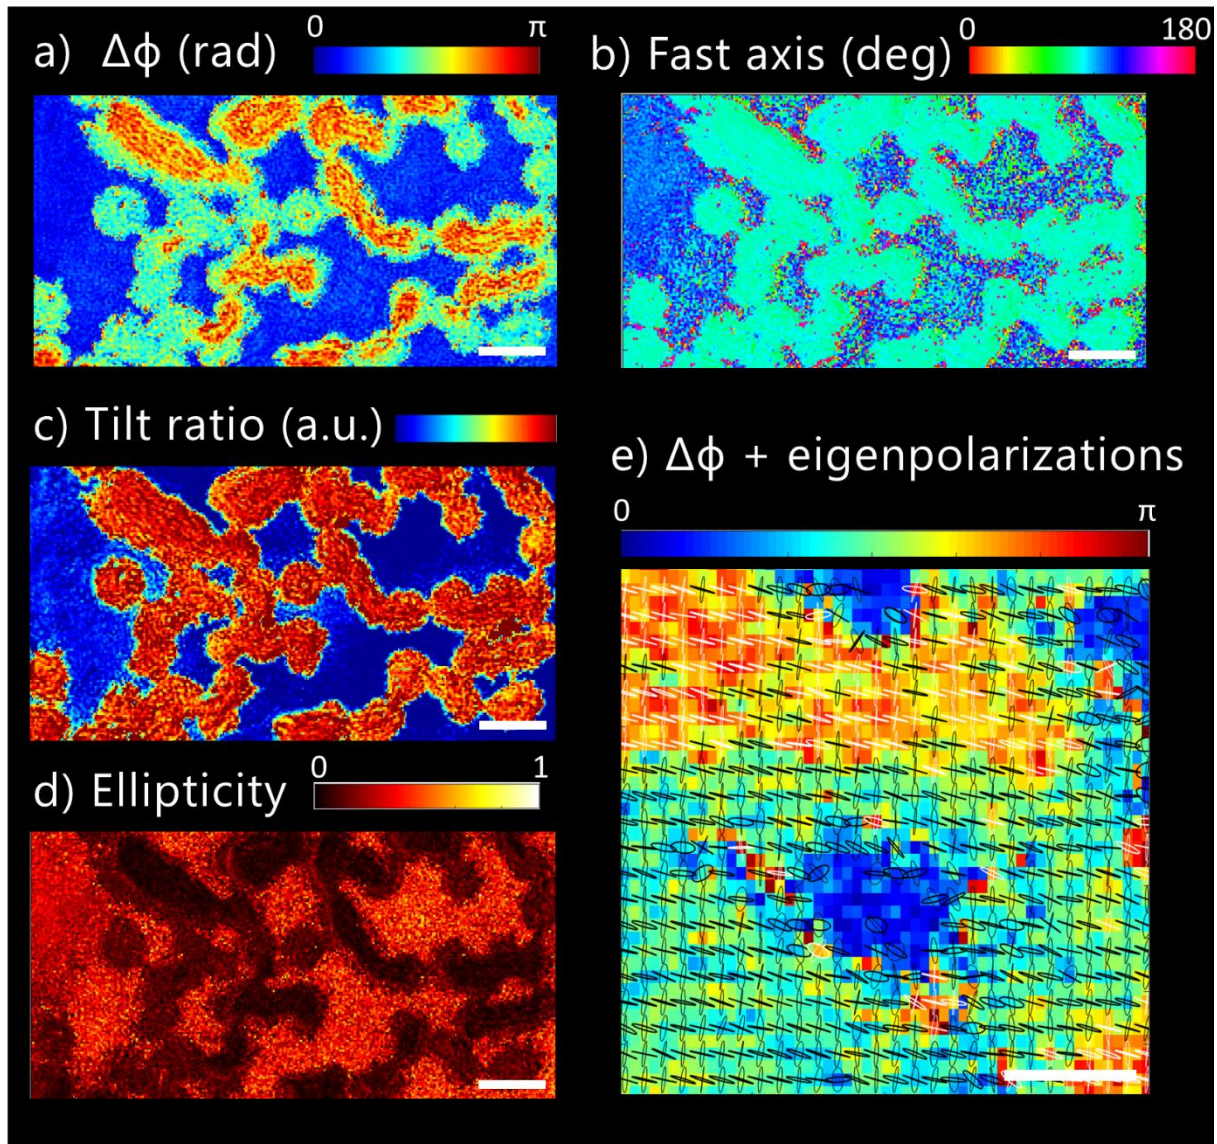 a) Δϕ (rad)
0 π
b) Fast axis (deg)
0 180
c) Tilt ratio (a.u.)
d) Ellipticity
0 1
e) Δϕ + eigenpolarizations
0 π